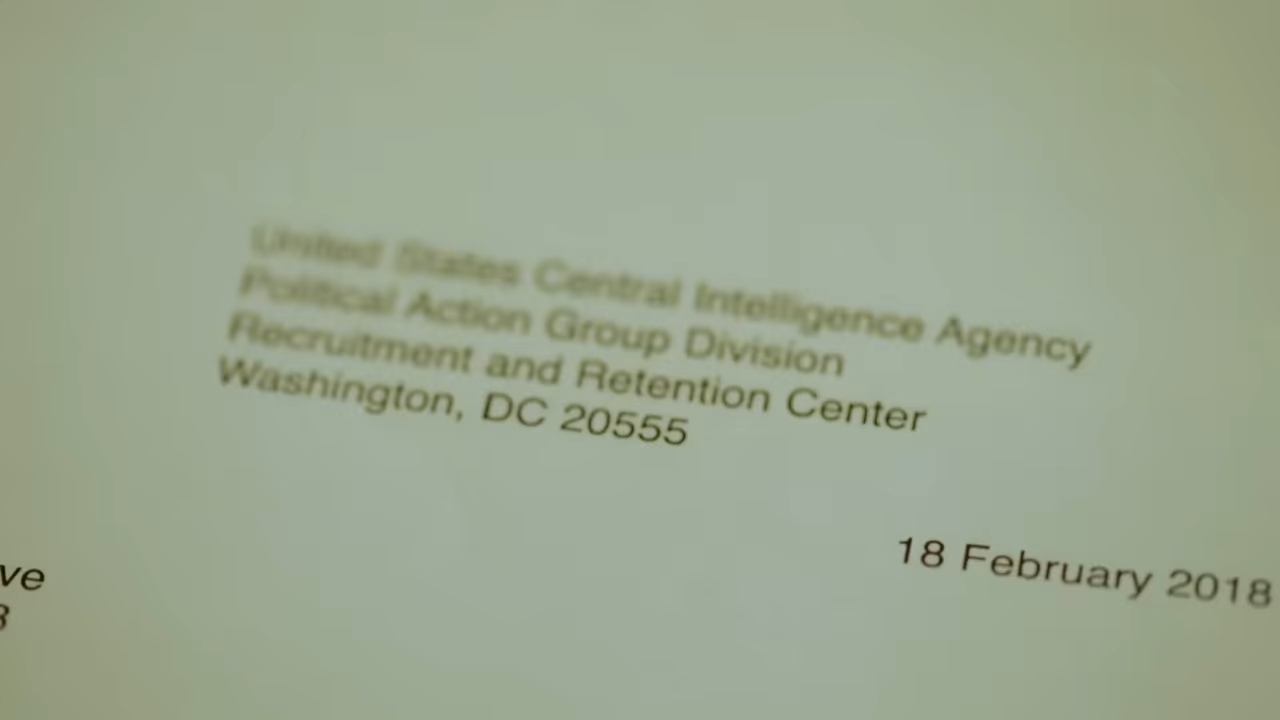 United States Central Intelligence Agency
Political Action Group Division
Recruitment and Retention Center
Washington, DC 20555
18 February 2018